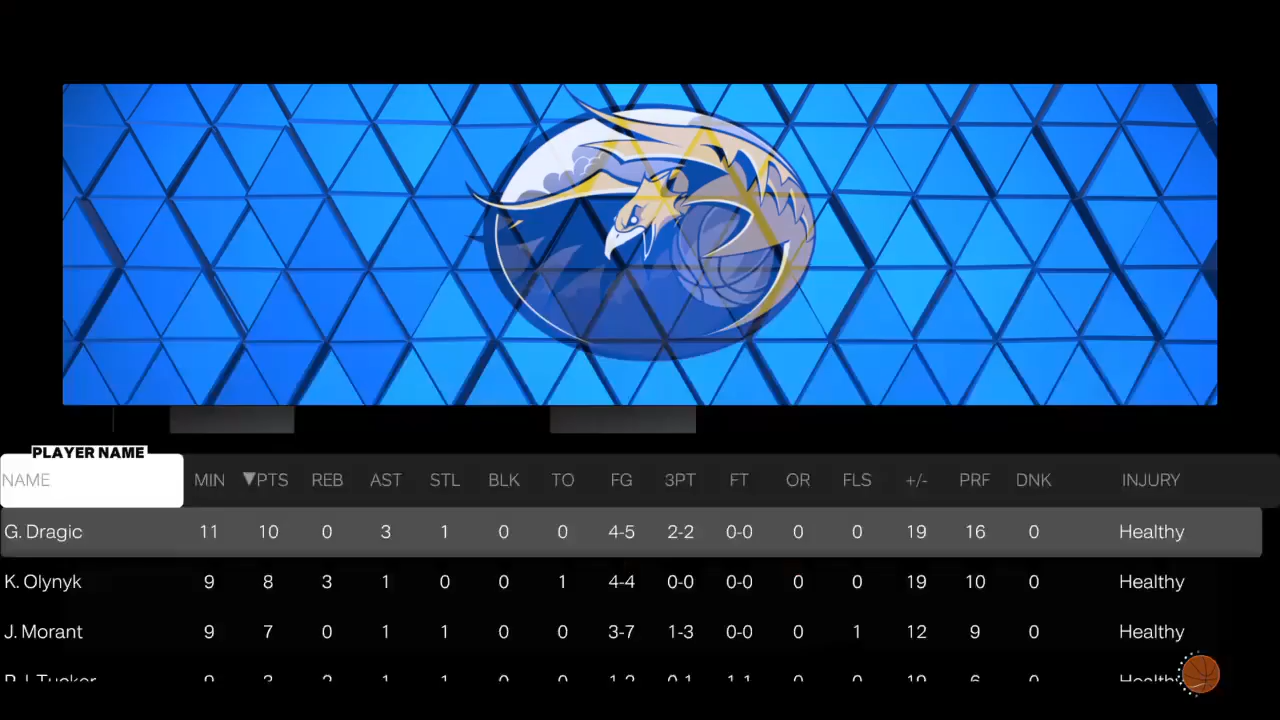 PLAYER NAME
NAME MIN ▼PTS REB AST STL BLK TO FG 3PT FT OR FLS +/- PRF DNK INJURY
G. Dragic 11 10 0 3 1 0 0 4-5 2-2 0-0 0 0 19 16 0 Healthy
K. Olynyk 9 8 3 1 0 0 1 4-4 0-0 0-0 0 0 19 10 0 Healthy
J. Morant 9 7 0 1 1 0 0 3-7 1-3 0-0 0 1 12 9 0 Healthy
P.J. Tucker